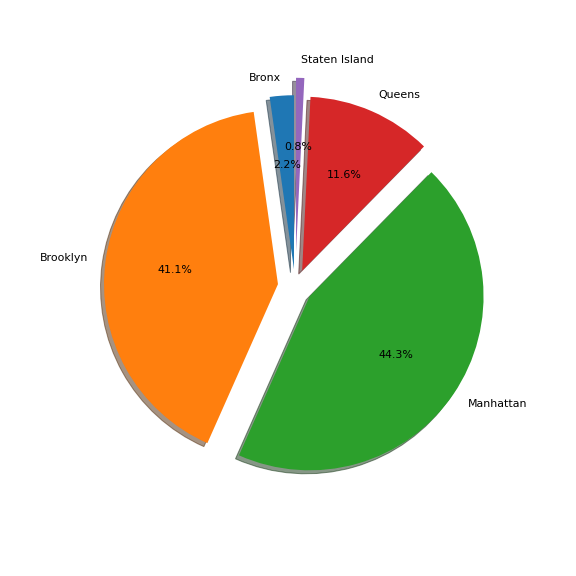 Staten Island
Bronx
Queens
0.8%
2.2%
11.6%
Brooklyn
41.1%
44.3%
Manhattan